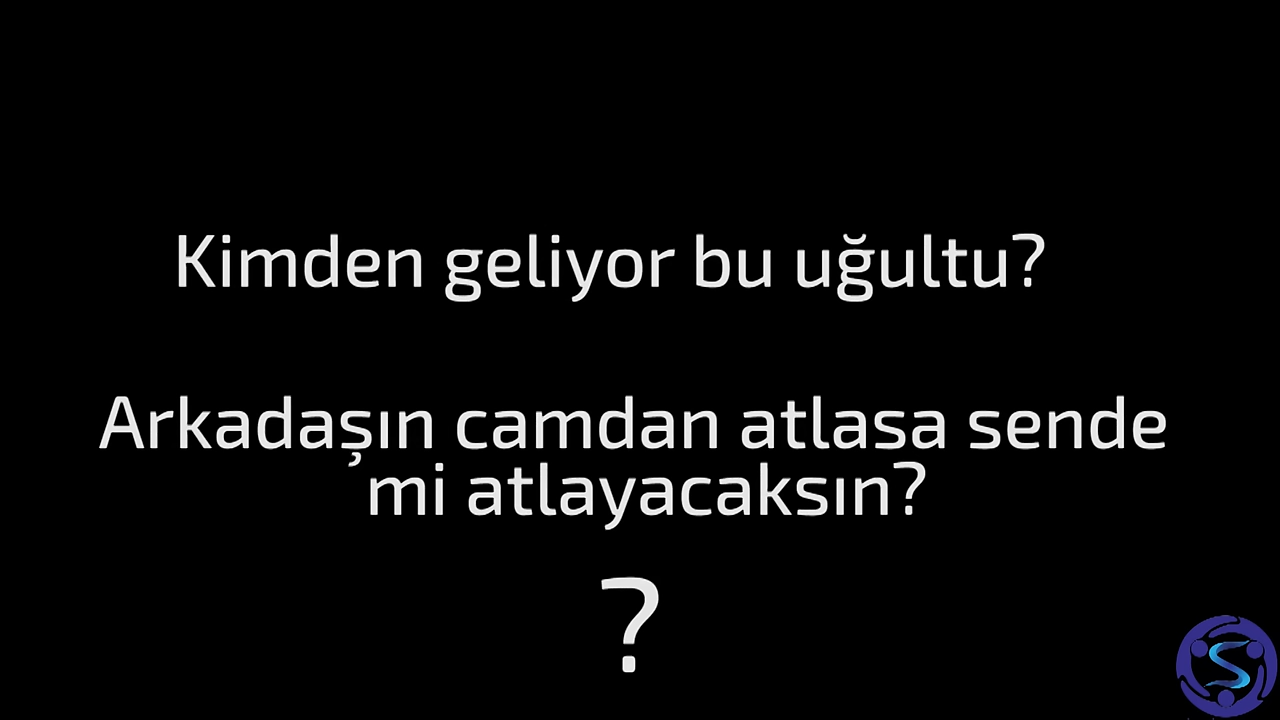 Kimden geliyor bu uğultu?
Arkadaşın camdan atlasa sende
mi atlayacaksın?
?
S